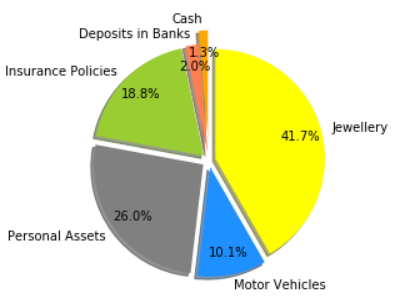 Cash
Deposits in Banks
1.3%
2.0%
Insurance Policies
18.8%
41.7%
Jewellery
26.0%
Personal Assets
10.1%
Motor Vehicles